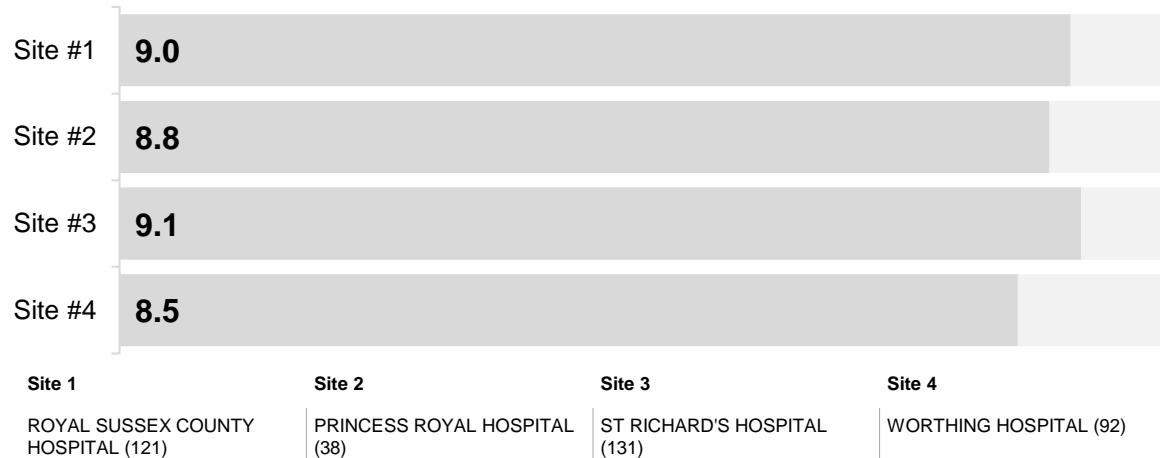 Site #1 9.0
Site #2 8.8
Site #3 9.1
Site #4 8.5
Site 1
ROYAL SUSSEX COUNTY
HOSPITAL (121)
Site 2
PRINCESS ROYAL HOSPITAL
(38)
Site 3
ST RICHARD'S HOSPITAL
(131)
Site 4
WORTHING HOSPITAL (92)